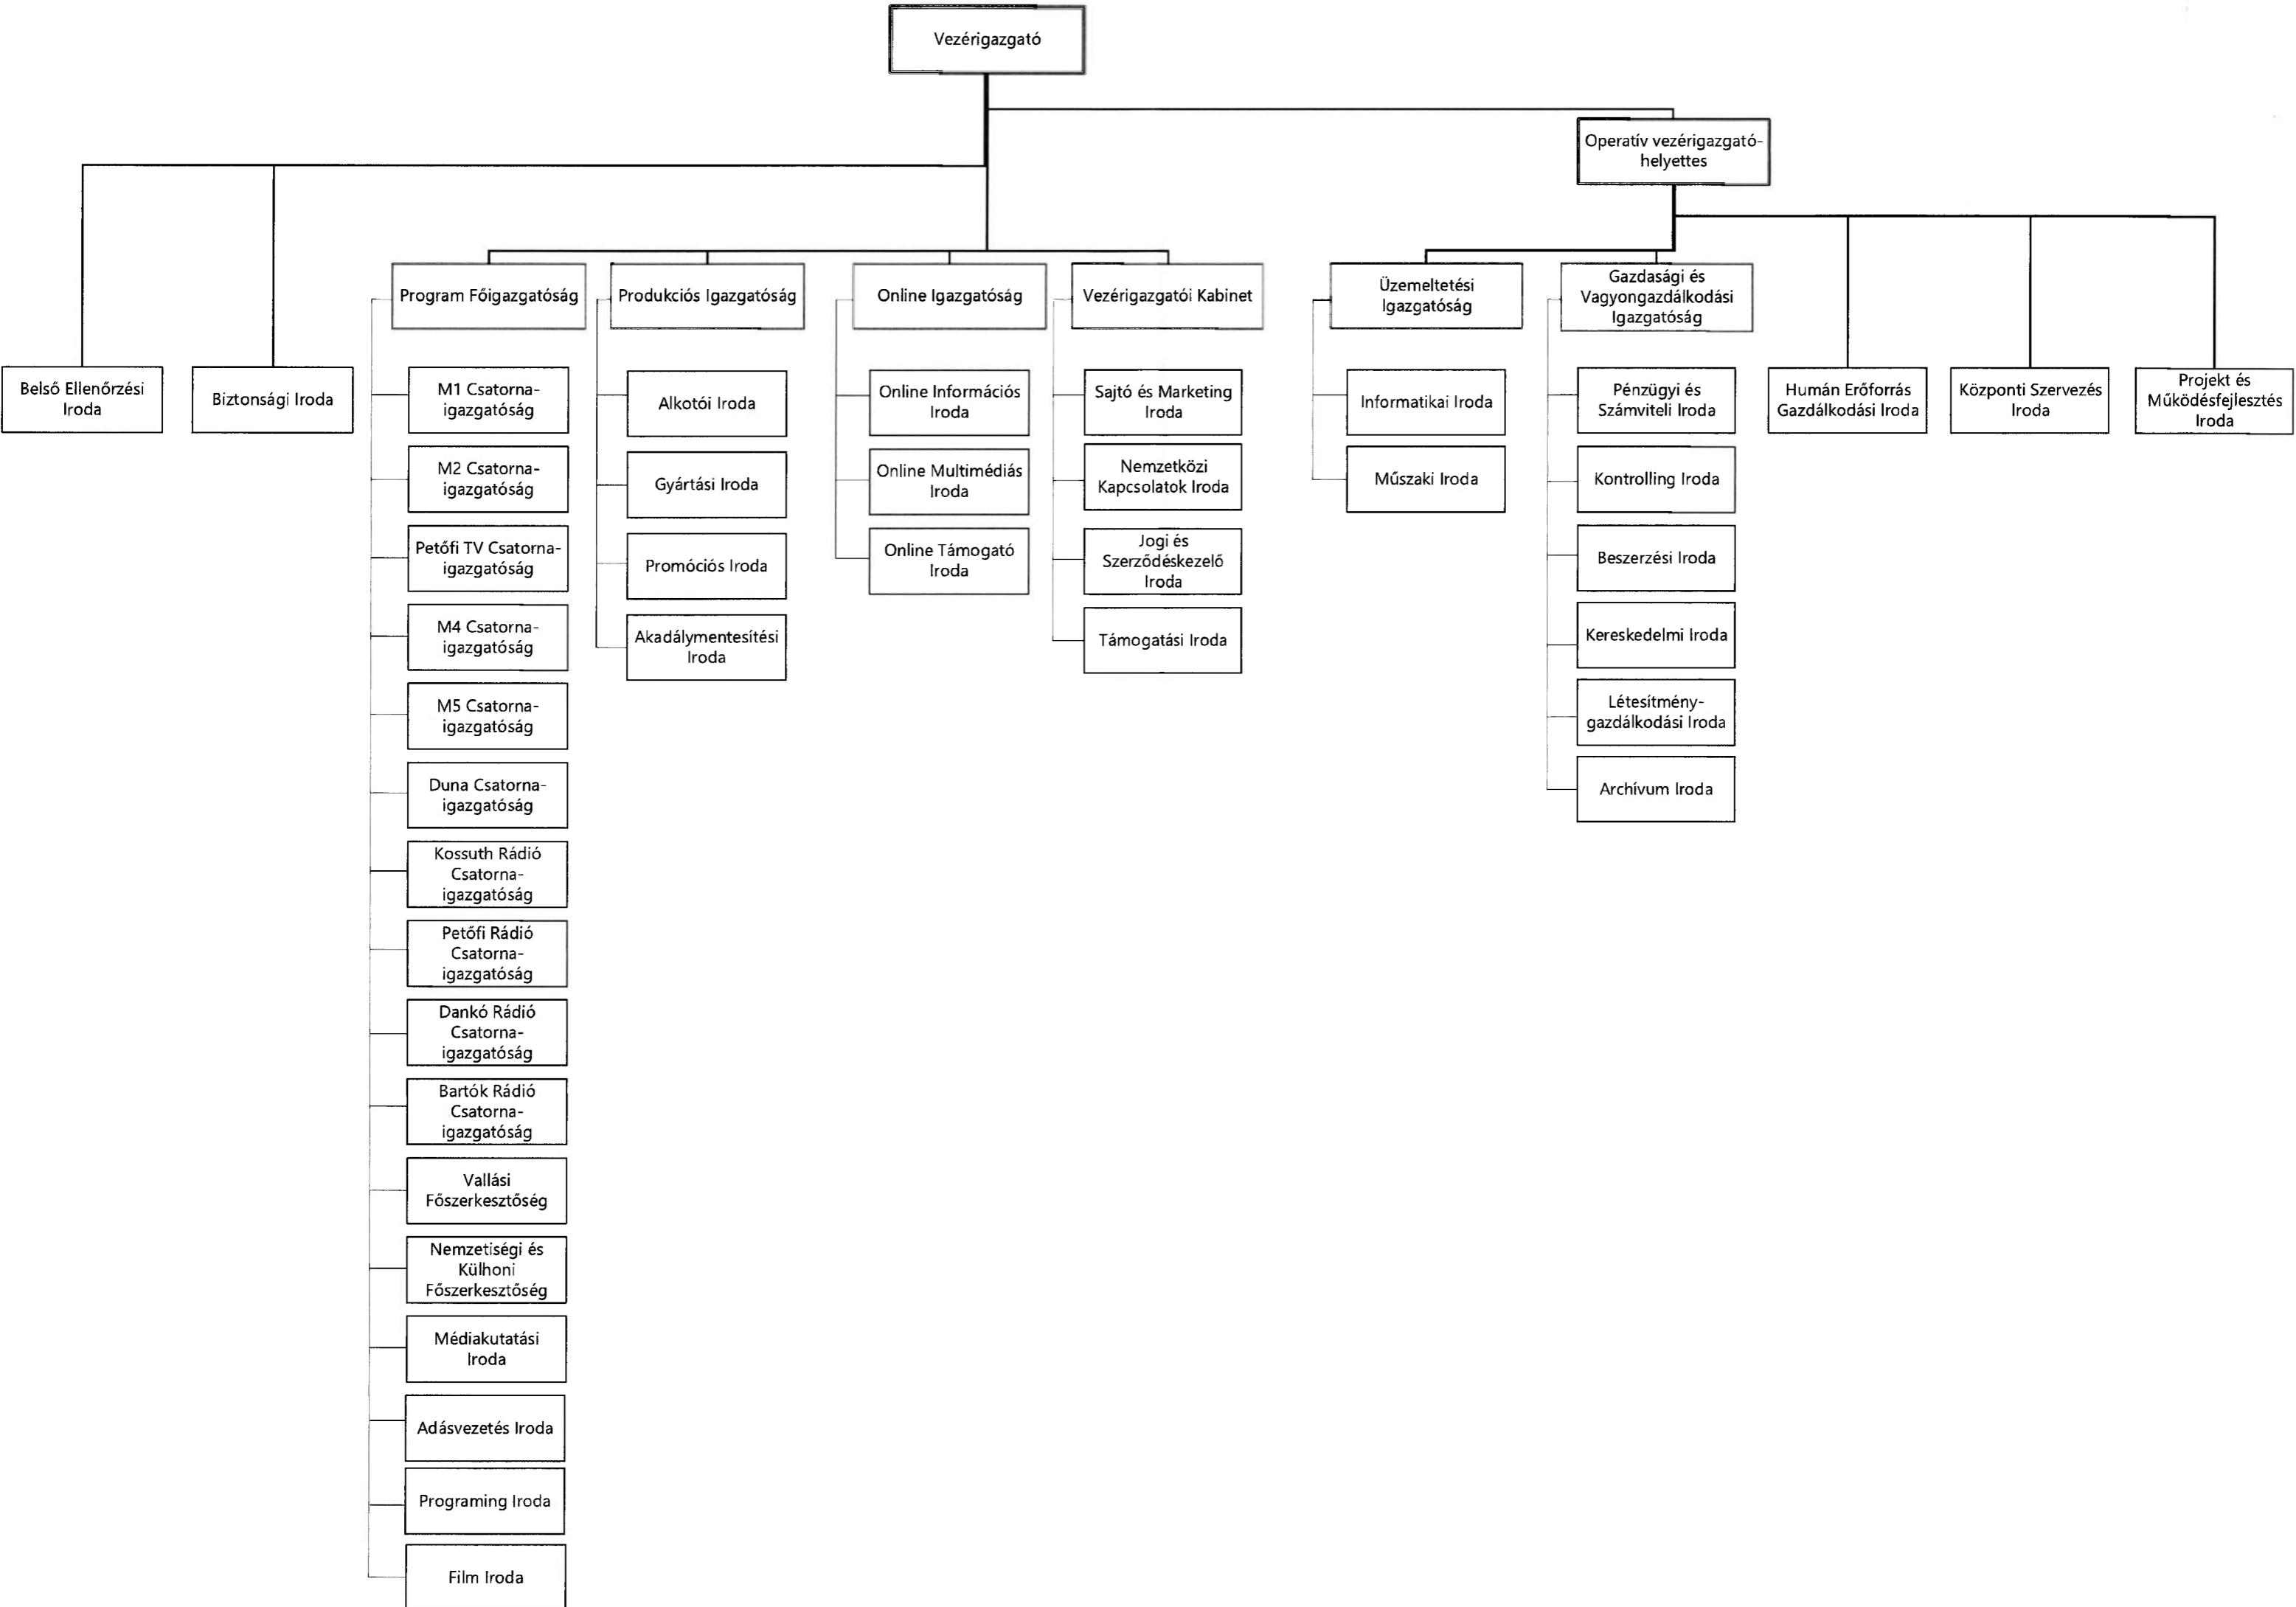 Vezérigazgató
Operatív vezérigazgató-
helyettes
Belső Ellenőrzési
Iroda
Biztonsági Iroda
Program Főigazgatóság
M1 Csatorna-
igazgatóság
M2 Csatorna-
igazgatóság
Petőfi TV Csatorna-
igazgatóság
M4 Csatorna-
igazgatóság
M5 Csatorna-
igazgatóság
Duna Csatorna-
igazgatóság
Kossuth Rádió
Csatorna-
igazgatóság
Petőfi Rádió
Csatorna-
igazgatóság
Dankó Rádió
Csatorna-
igazgatóság
Bartók Rádió
Csatorna-
igazgatóság
Vallási
Főszerkesztőség
Nemzetiségi és
Külhoni
Főszerkesztőség
Médiakutatási
Iroda
Adásvezetés Iroda
Programing Iroda
Film Iroda
Produkciós Igazgatóság
Alkotói Iroda
Gyártási Iroda
Promóciós Iroda
Akadálymentesítési
Iroda
Online Igazgatóság
Online Információs
Iroda
Online Multimédiás
Iroda
Online Támogató
Iroda
Vezérigazgatói Kabinet
Sajtó és Marketing
Iroda
Nemzetközi
Kapcsolatok Iroda
Jogi és
Szerződéskezelő
Iroda
Támogatási Iroda
Üzemeltetési
Igazgatóság
Informatikai Iroda
Műszaki Iroda
Gazdasági és
Vagyongazdálkodási
Igazgatóság
Pénzügyi és
Számviteli Iroda
Kontrolling Iroda
Beszerzési Iroda
Kereskedelmi Iroda
Létesítmény-
gazdálkodási Iroda
Archívum Iroda
Humán Erőforrás
Gazdálkodási Iroda
Központi Szervezés
Iroda
Projekt és
Működésfejlesztés
Iroda